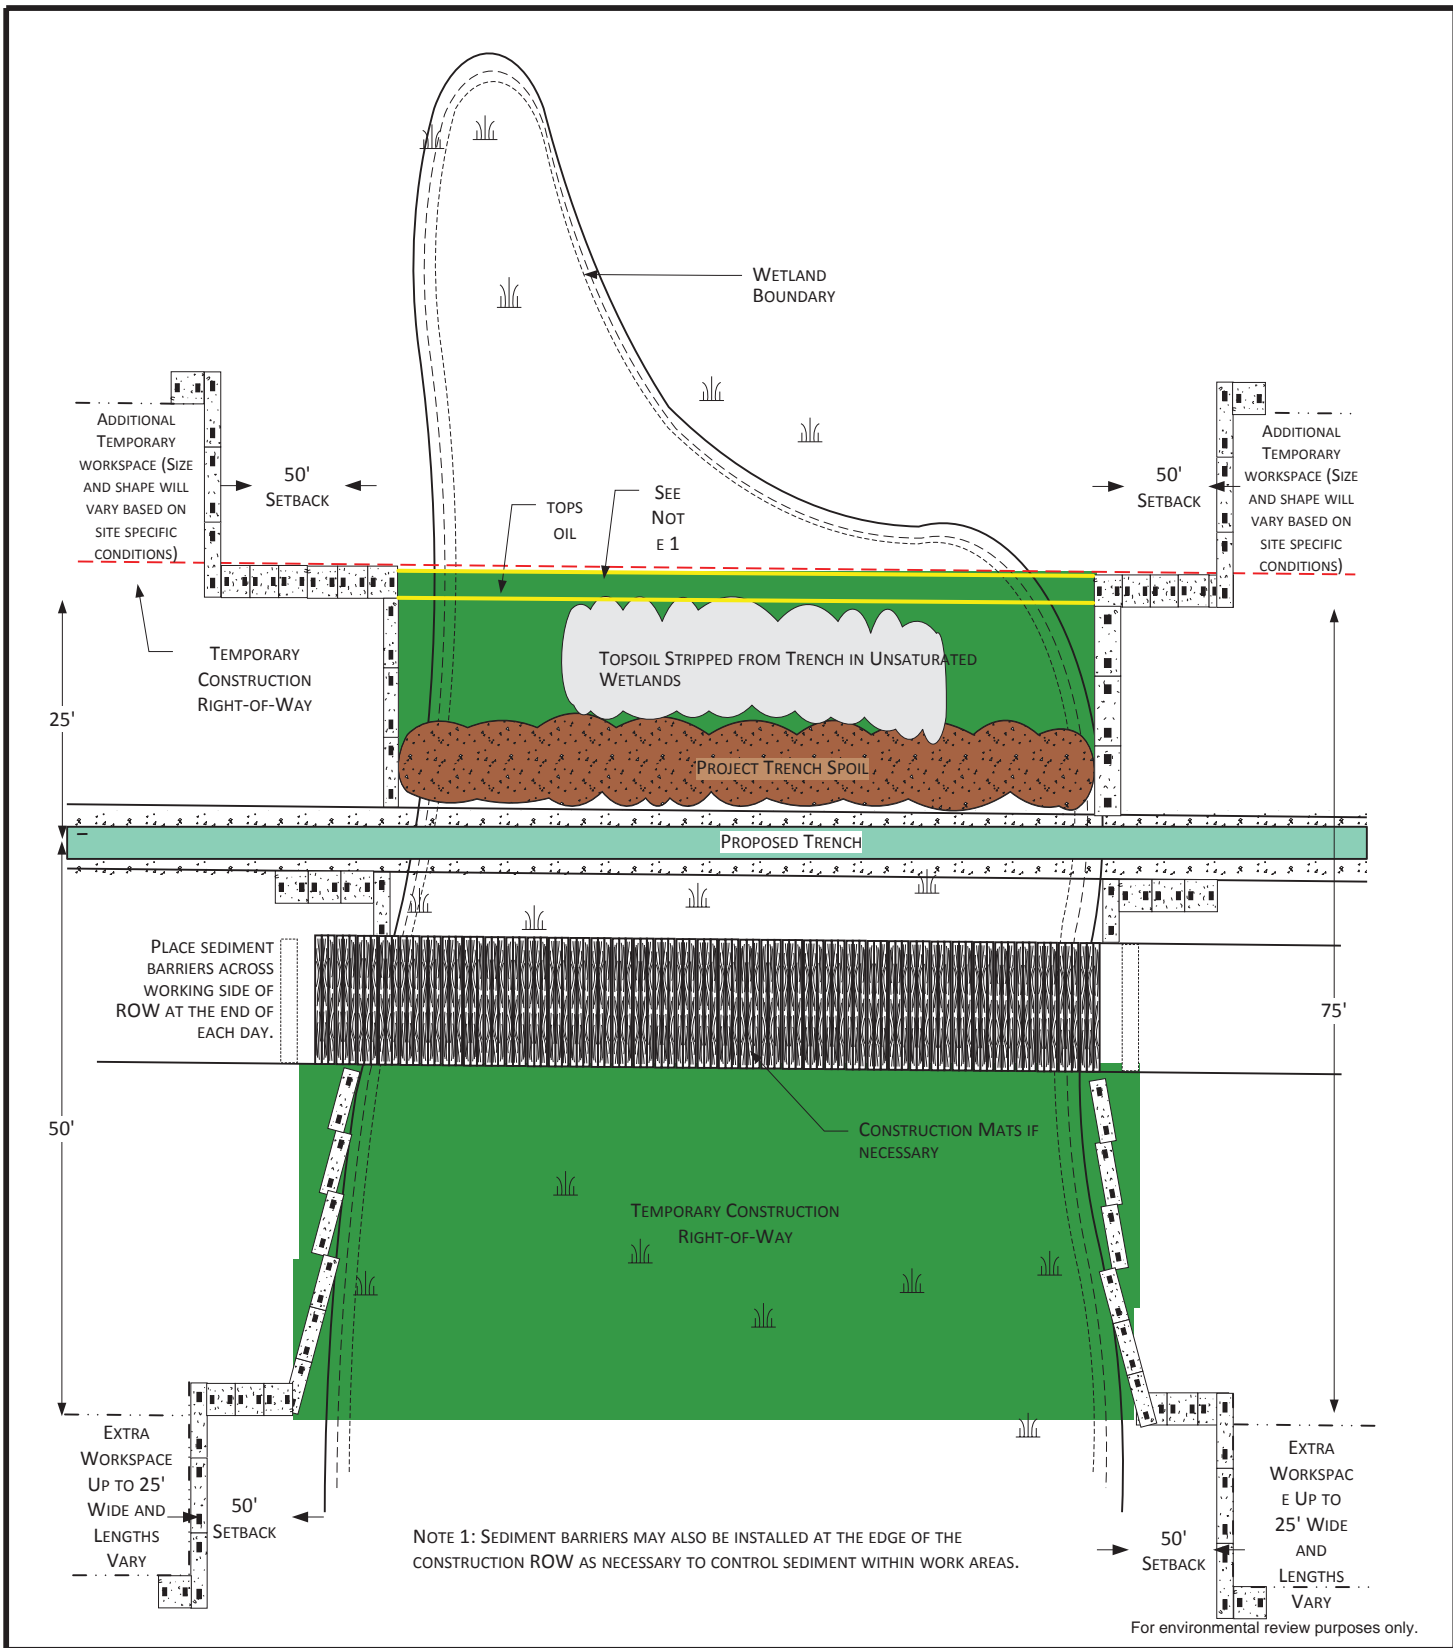 WETLAND
BOUNDARY
ADDITIONAL
TEMPORARY
WORKSPACE (SIZE
AND SHAPE WILL
VARY BASED ON
SITE SPECIFIC
CONDITIONS)
50'
SETBACK
TOPS
OIL
SEE
NOT
E 1
50'
SETBACK
ADDITIONAL
TEMPORARY
WORKSPACE (SIZE
AND SHAPE WILL
VARY BASED ON
SITE SPECIFIC
CONDITIONS)
TEMPORARY
CONSTRUCTION
RIGHT-OF-WAY
TOPSOIL STRIPPED FROM TRENCH IN UNSATURATED
WETLANDS
25'
PROJECT TRENCH SPOIL
PROPOSED TRENCH
PLACE SEDIMENT
BARRIERS ACROSS
WORKING SIDE OF
ROW AT THE END OF
EACH DAY.
75'
50'
CONSTRUCTION MATS IF
NECESSARY
TEMPORARY CONSTRUCTION
RIGHT-OF-WAY
EXTRA
WORKSPACE
UP TO 25'
WIDE AND
LENGTHS
VARY
50'
SETBACK
NOTE 1: SEDIMENT BARRIERS MAY ALSO BE INSTALLED AT THE EDGE OF THE
CONSTRUCTION ROW AS NECESSARY TO CONTROL SEDIMENT WITHIN WORK AREAS.
50'
SETBACK
EXTRA
WORKSPAC
E UP TO
25' WIDE
AND
LENGTHS
VARY
For environmental review purposes only.